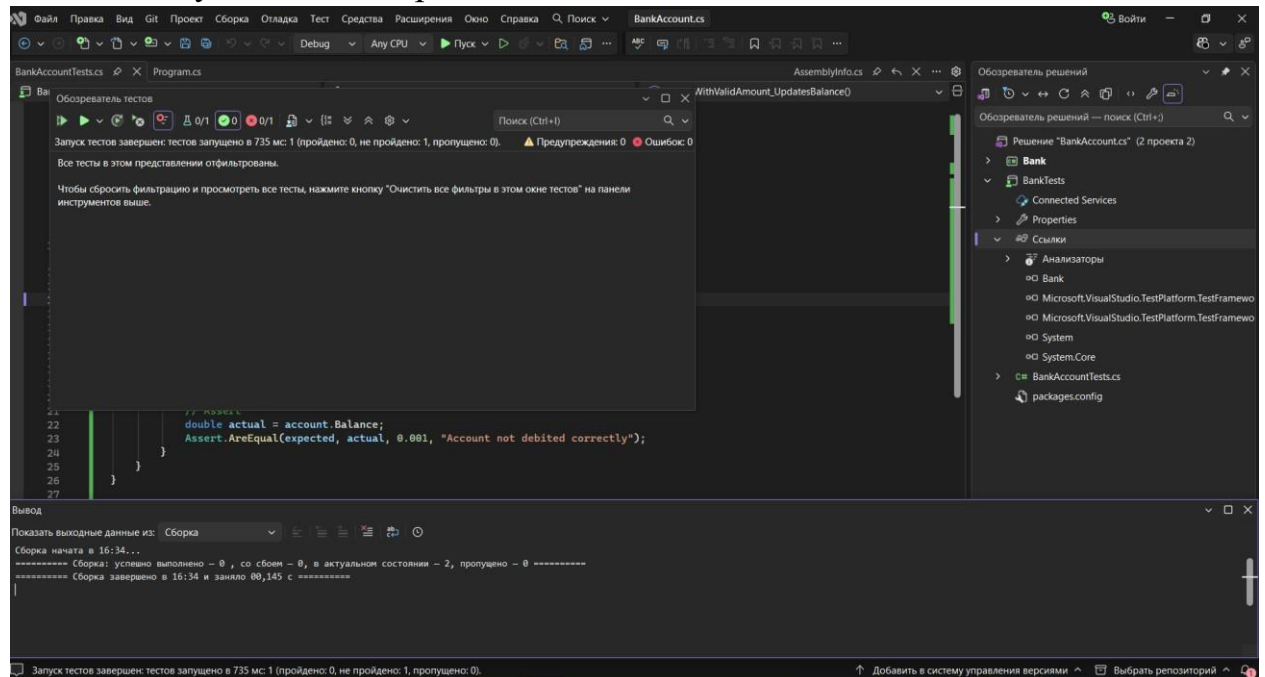 Файл Правка Вид Git Проект Сборка Отладка Тест Средства Расширения Окно Справка Поиск BankAccount.cs Войти
Debug Any CPU Пуск
BankAccountTests.cs Program.cs AssemblyInfo.cs
Ba WithValidAmount_UpdatesBalance()
Обозреватель тестов
0/1 0 0/1 Поиск (Ctrl+I)
Запуск тестов завершен: тестов запущено в 735 мс: 1 (пройдено: 0, не пройдено: 1, пропущено: 0). Предупреждения: 0 Ошибок: 0
Все тесты в этом представлении отфильтрованы.
Чтобы сбросить фильтрацию и просмотреть все тесты, нажмите кнопку "Очистить все фильтры в этом окне тестов" на панели
инструментов выше.
21 // Assert
22 double actual = account.Balance;
23 Assert.AreEqual(expected, actual, 0.001, "Account not debited correctly");
24 }
25 }
26 }
27
Обозреватель решений
Обозреватель решений — поиск (Ctrl+;)
Решение "BankAccount.cs" (2 проекта 2)
Bank
BankTests
Connected Services
Properties
Ссылки
Анализаторы
Bank
Microsoft.VisualStudio.TestPlatform.TestFramewo
Microsoft.VisualStudio.TestPlatform.TestFramewo
System
System.Core
C# BankAccountTests.cs
packages.config
Вывод
Показать выходные данные из: Сборка
Сборка начата в 16:34...
========== Сборка: успешно выполнено – 0 , со сбоем – 0, в актуальном состоянии – 2, пропущено – 0 ==========
========== Сборка завершено в 16:34 и заняло 00,145 с ==========
Запуск тестов завершен: тестов запущено в 735 мс: 1 (пройдено: 0, не пройдено: 1, пропущено: 0). Добавить в систему управления версиями Выбрать репозиторий